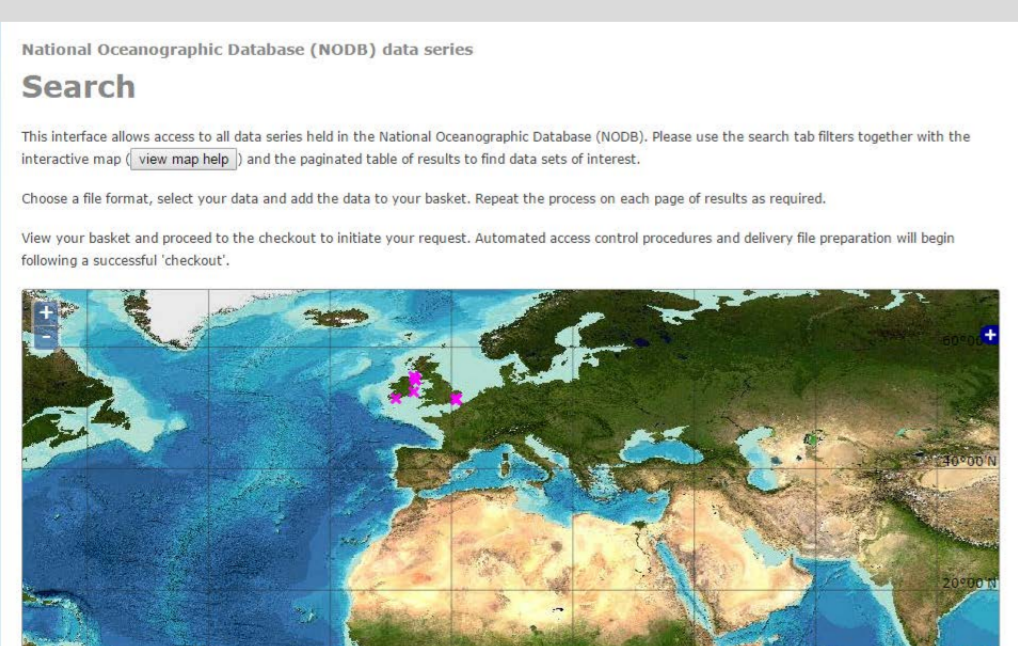 National Oceanographic Database (NODB) data series
Search
This interface allows access to all data series held in the National Oceanographic Database (NODB). Please use the search tab filters together with the
interactive map ( view map help ) and the paginated table of results to find data sets of interest.
Choose a file format, select your data and add the data to your basket. Repeat the process on each page of results as required.
View your basket and proceed to the checkout to initiate your request. Automated access control procedures and delivery file preparation will begin
following a successful 'checkout'.
+
-
+
60°00 N
40°00 N
20°00 N